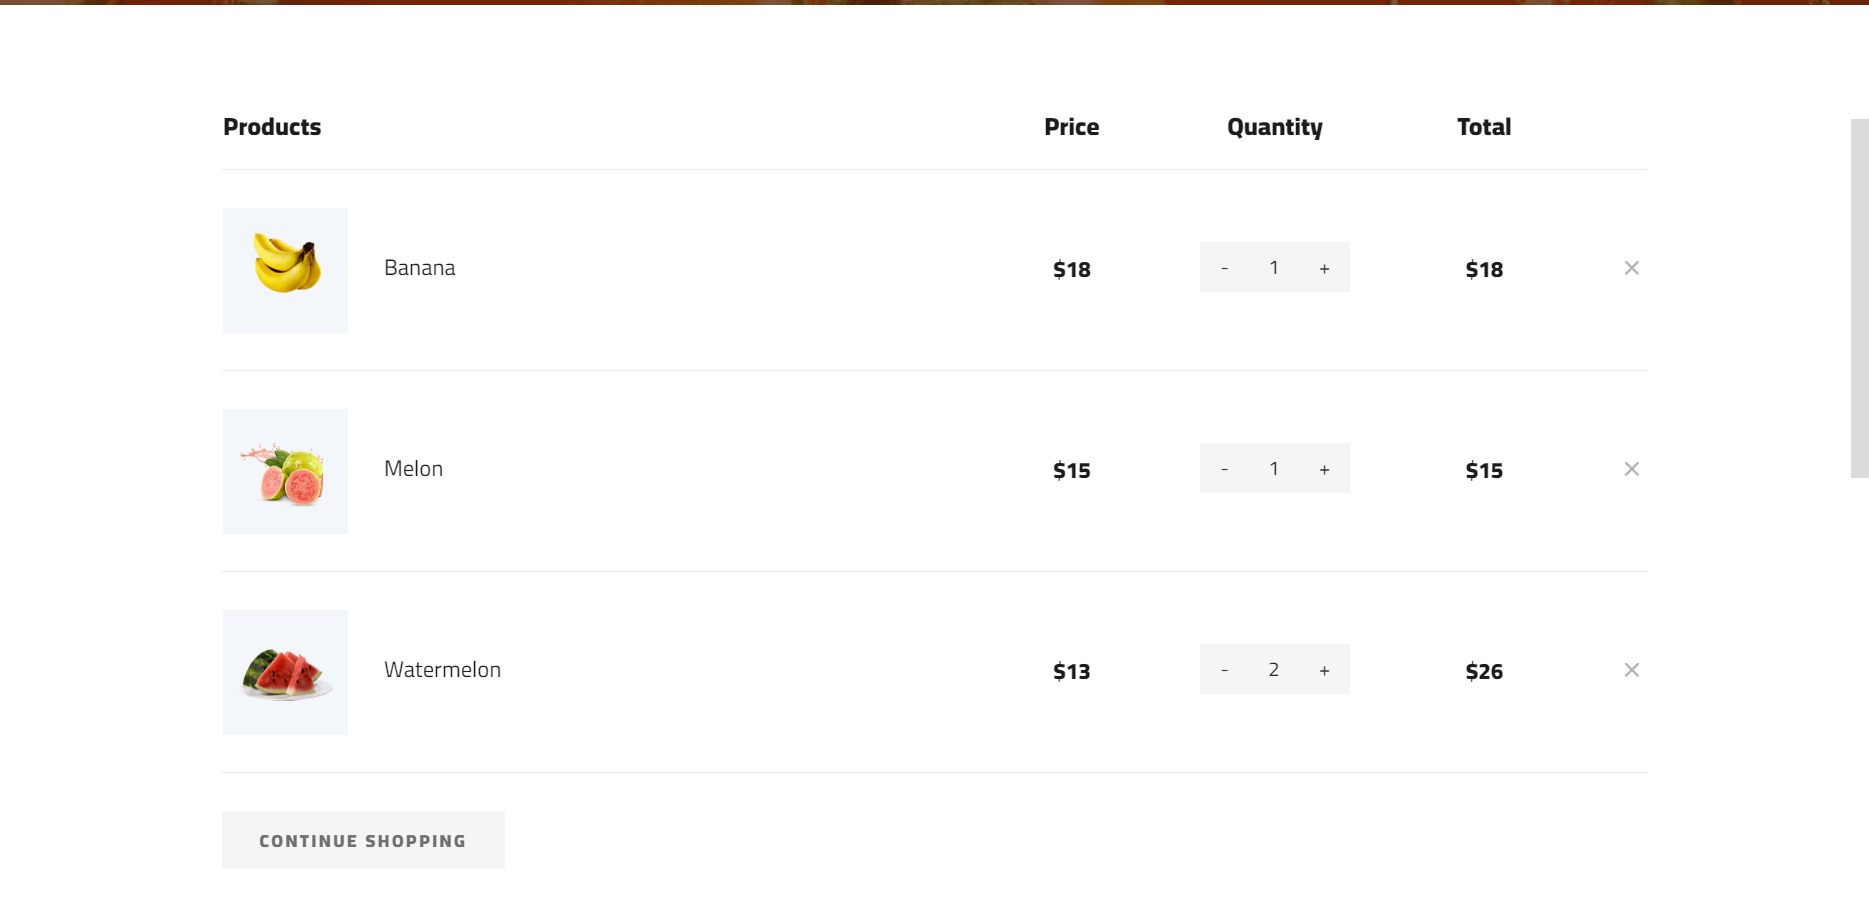 Products Price Quantity Total
Banana $18 - 1 + $18 ×
Melon $15 - 1 + $15 ×
Watermelon $13 - 2 + $26 ×
CONTINUE SHOPPING